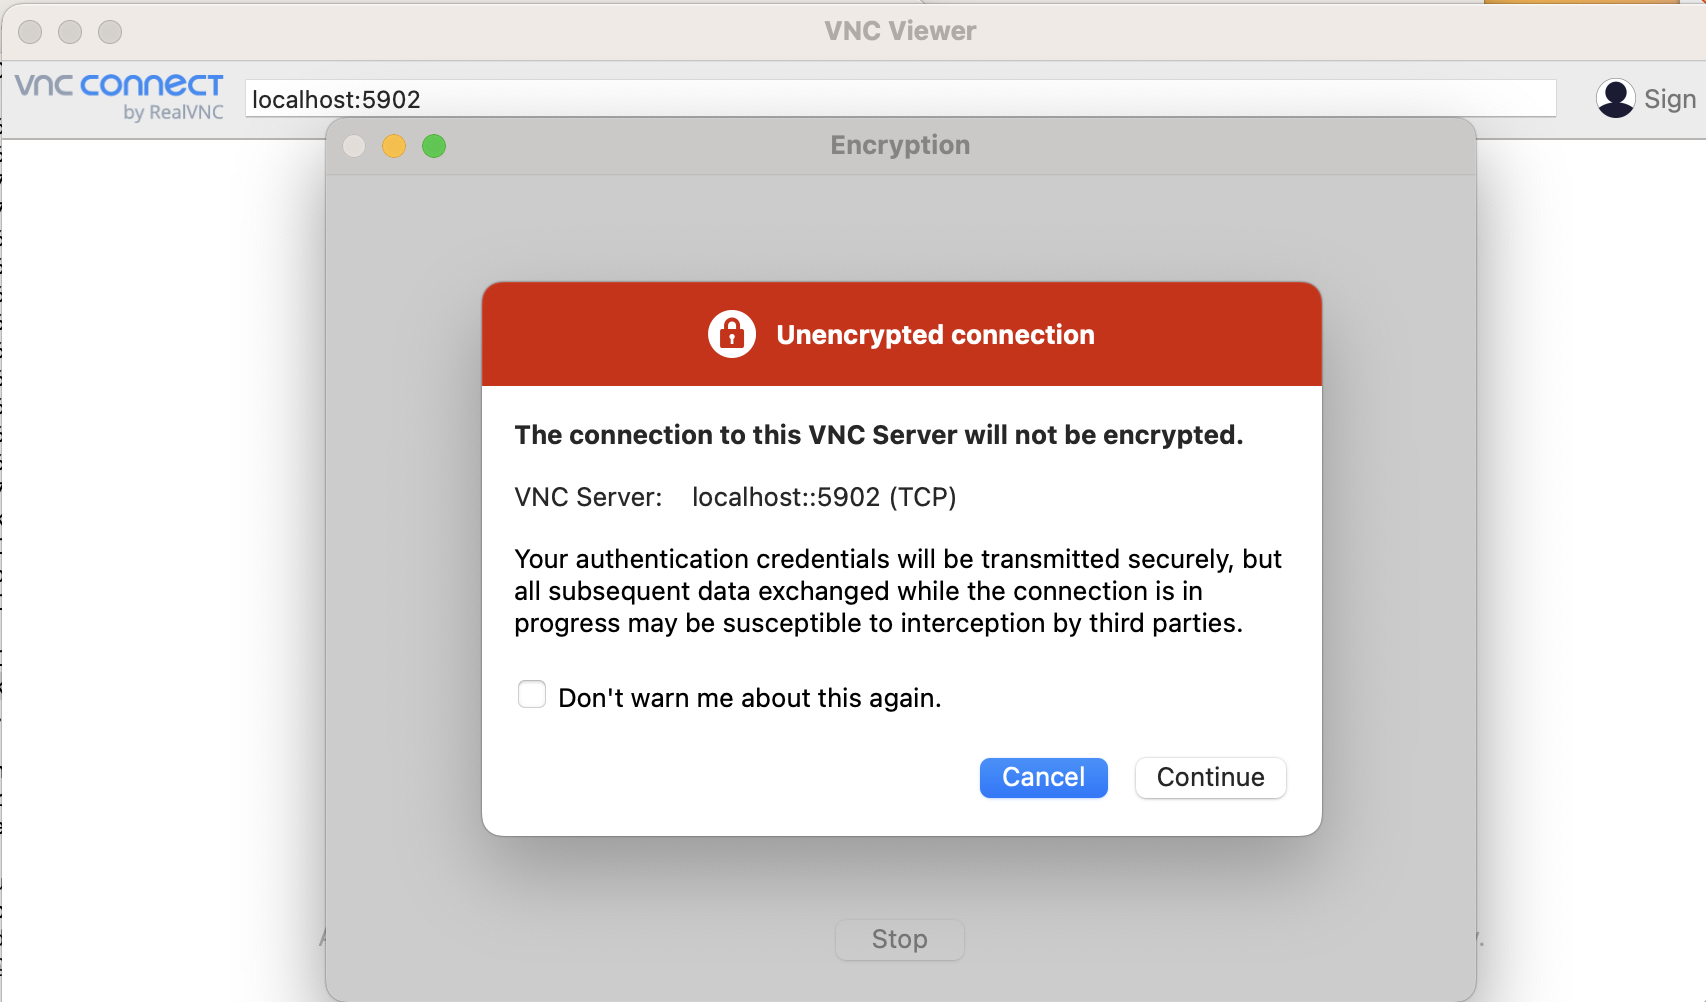 VNC Viewer
vnc connect
by RealVNC
localhost:5902
Sign
Encryption
Unencrypted connection
The connection to this VNC Server will not be encrypted.
VNC Server: localhost::5902 (TCP)
Your authentication credentials will be transmitted securely, but
all subsequent data exchanged while the connection is in
progress may be susceptible to interception by third parties.
Don't warn me about this again.
Cancel
Continue
Stop